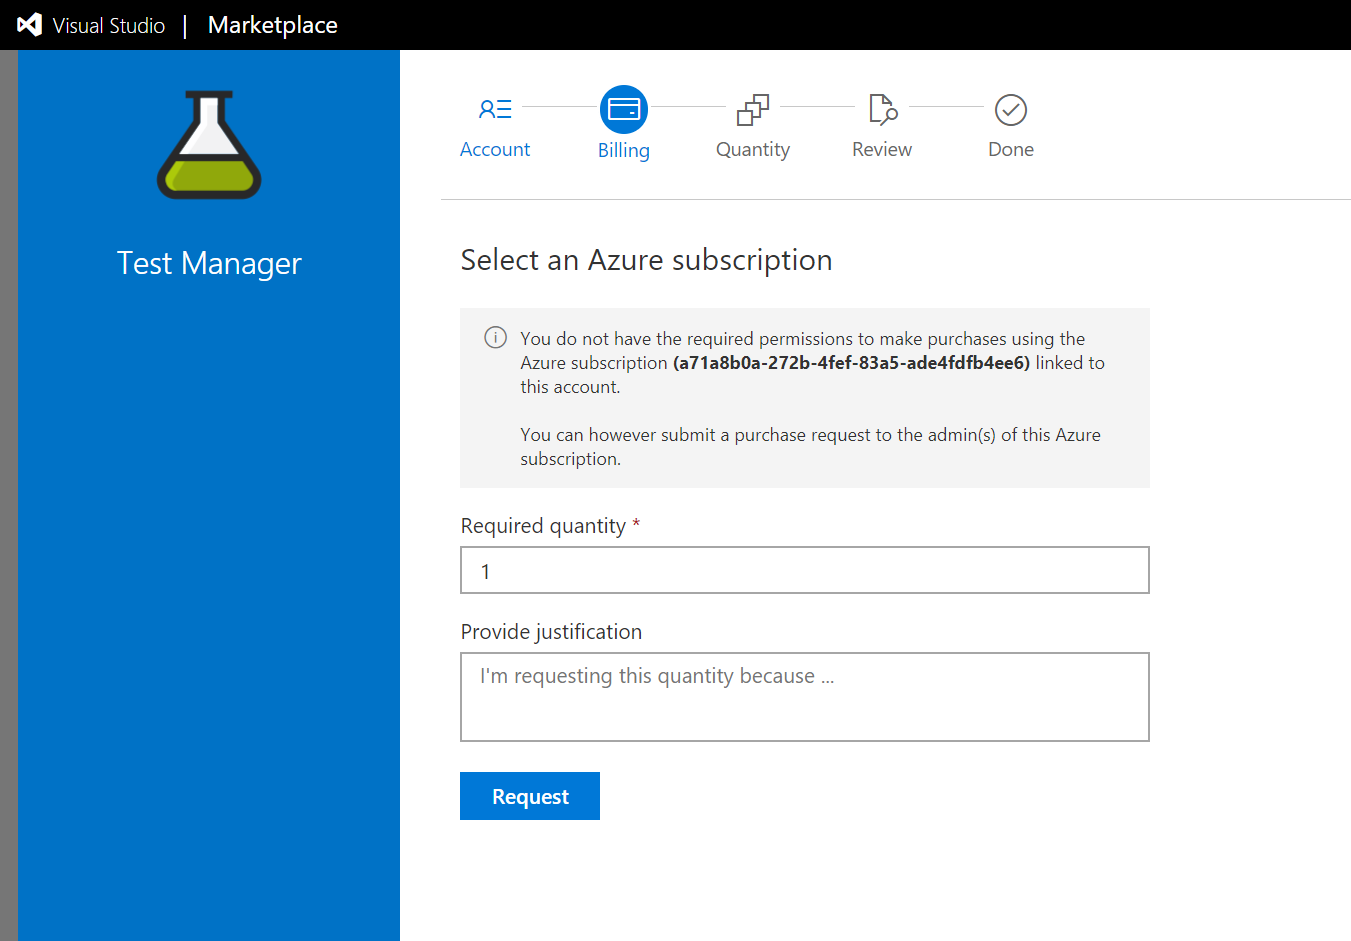 Visual Studio | Marketplace
Test Manager
Account
Billing
Quantity
Review
Done
Select an Azure subscription
You do not have the required permissions to make purchases using the
Azure subscription (a71a8b0a-272b-4fef-83a5-ade4fdfb4ee6) linked to
this account.
You can however submit a purchase request to the admin(s) of this Azure
subscription.
Required quantity *
1
Provide justification
I'm requesting this quantity because ...
Request